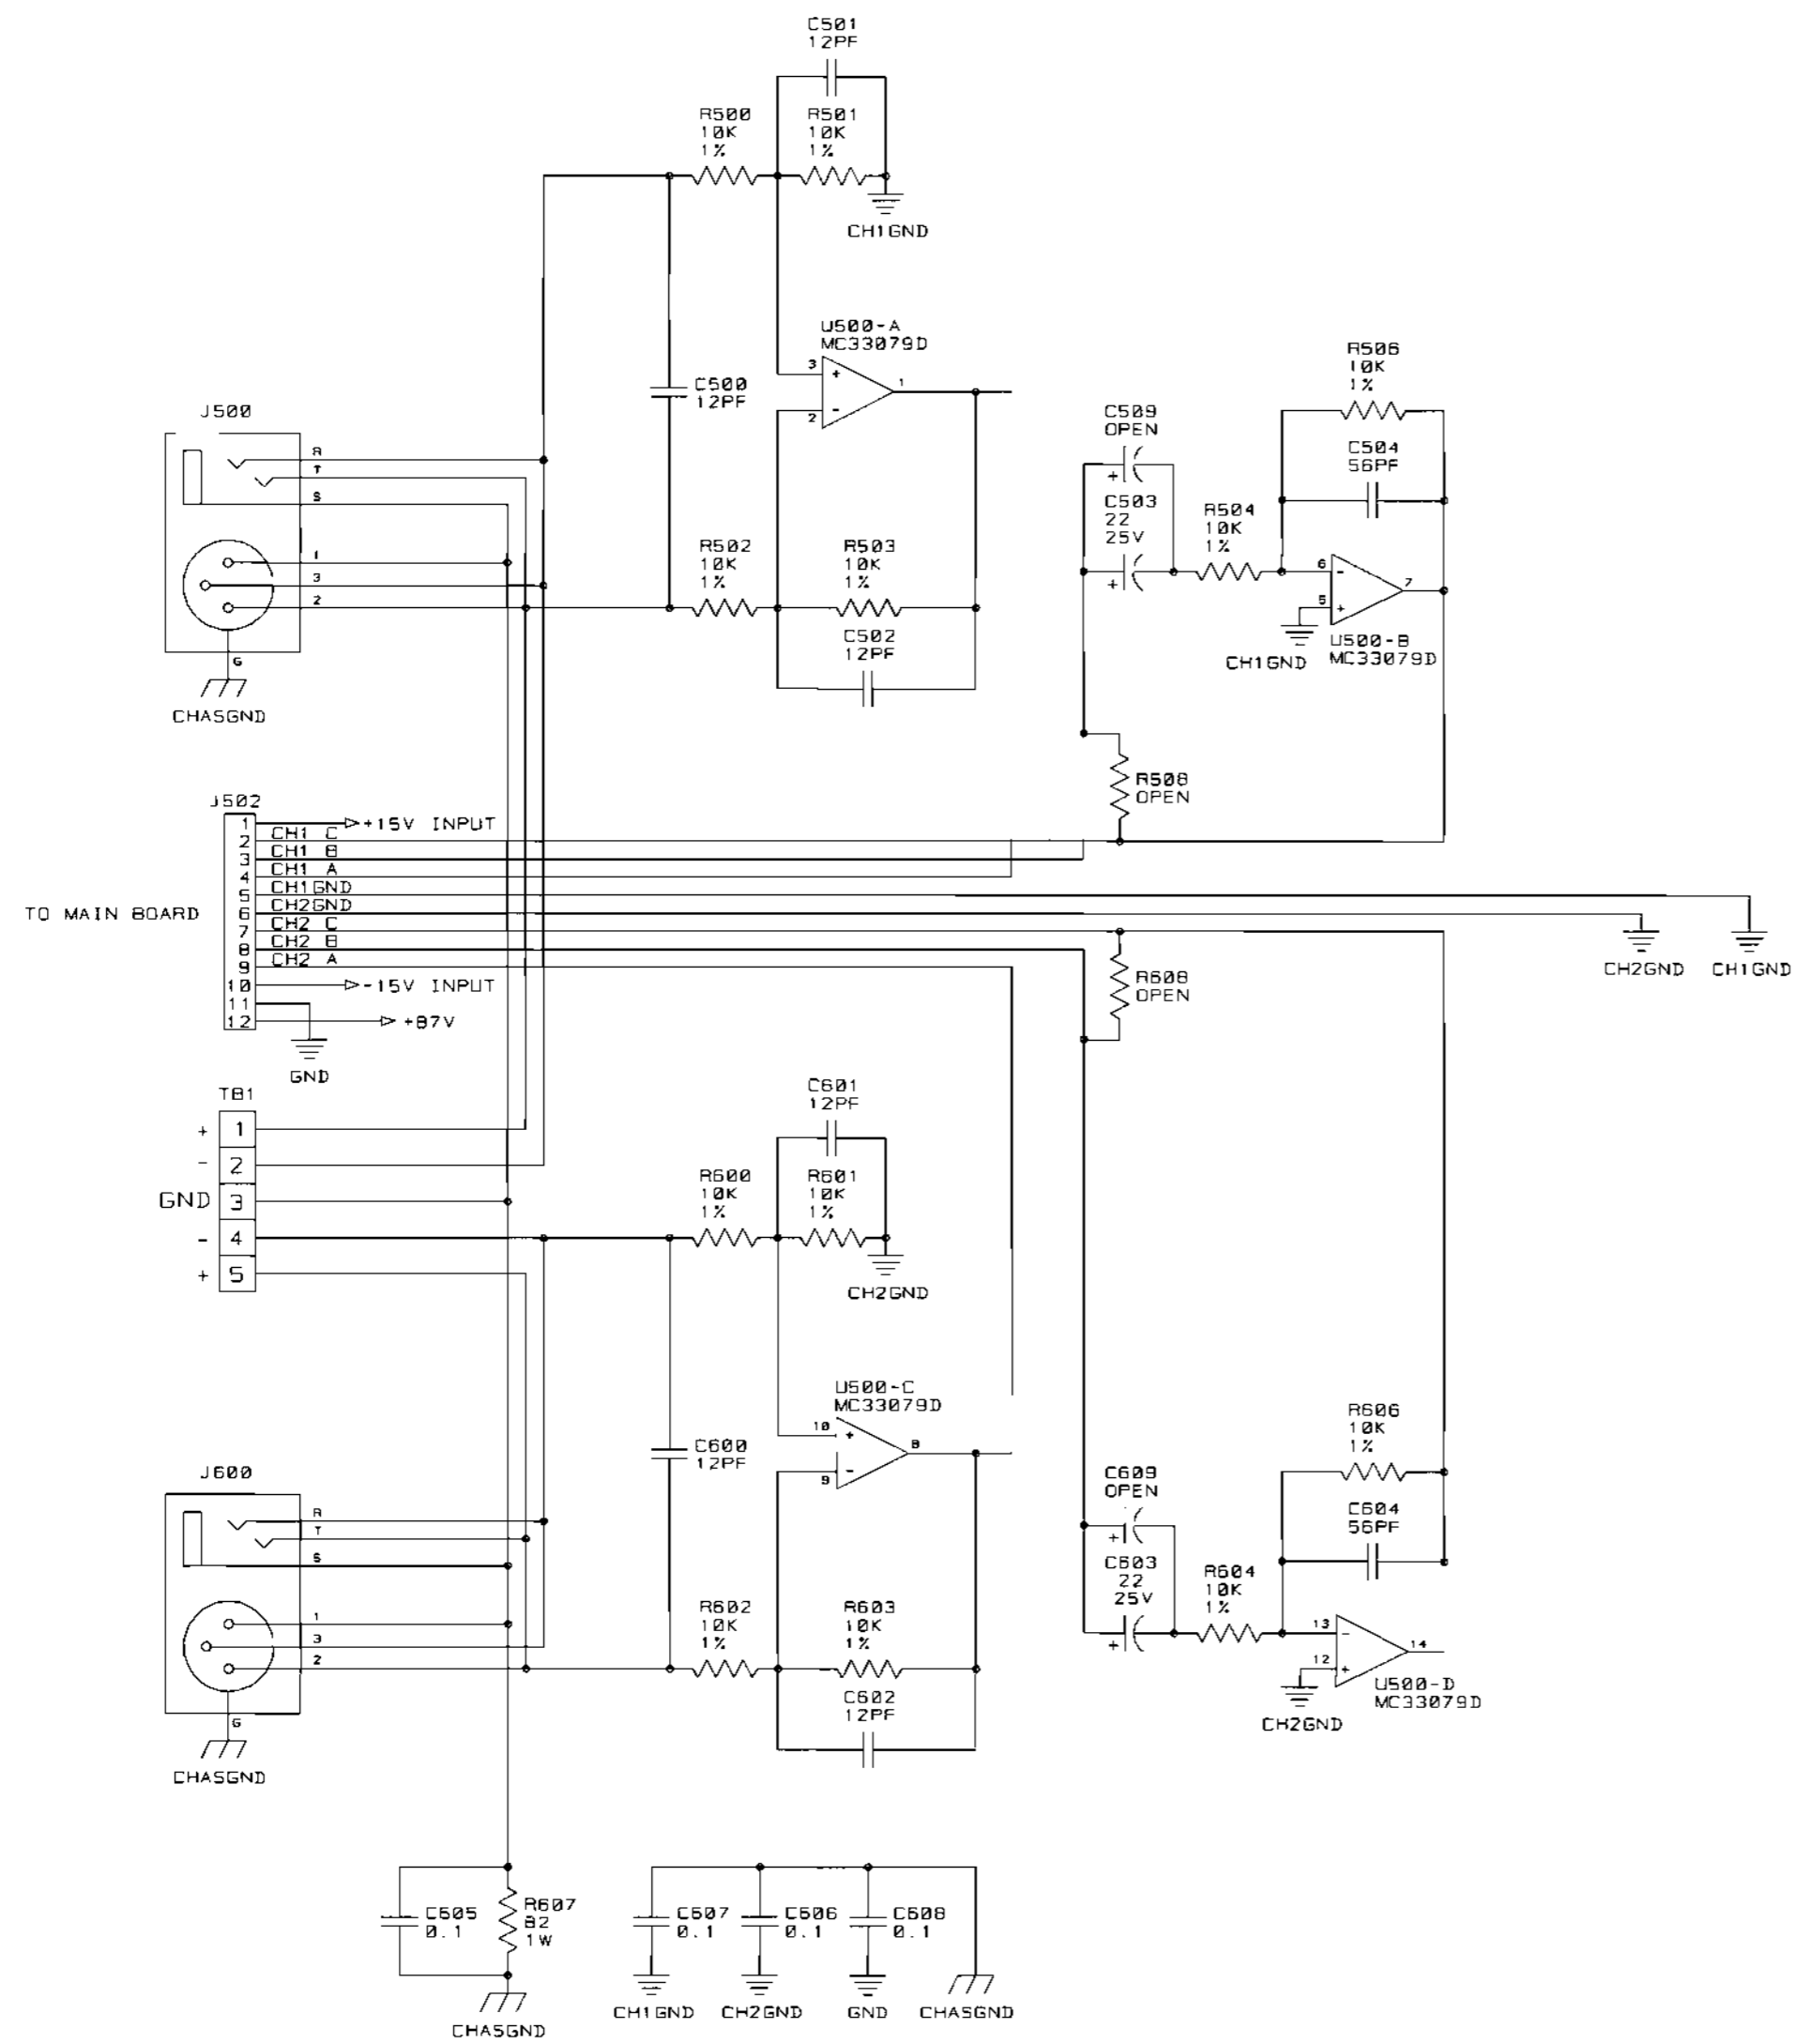 C501
12PF
R500
10K
1%
R501
10K
1%
CH1GND
U500-A
MC33079D
3
+
1
-
2
C500
12PF
R506
10K
1%
J500
C509
OPEN
+
C504
56PF
R
T
S
C503
22
25V
+
R504
10K
1%
R502
10K
1%
R503
10K
1%
1
3
2
6
-
7
5
+
C502
12PF
U500-B
MC33079D
CH1GND
G
CHASGND
R508
OPEN
J502
1
+15V INPUT
2
CH1 C
3
CH1 B
4
CH1 A
5
CH1GND
TO MAIN BOARD
6
CH2GND
7
CH2 C
8
CH2 B
9
CH2 A
10
-15V INPUT
11
12
+87V
GND
CH2GND
CH1GND
R608
OPEN
TB1
+ 1
- 2
GND 3
- 4
+ 5
C601
12PF
R600
10K
1%
R601
10K
1%
CH2GND
U500-C
MC33079D
10
+
8
9
-
C600
12PF
R606
10K
1%
J600
C609
OPEN
+
C604
56PF
R
T
S
C603
22
25V
+
R604
10K
1%
R602
10K
1%
R603
10K
1%
1
3
2
13
-
14
12
+
C602
12PF
U500-D
MC33079D
CH2GND
G
CHASGND
C605
0.1
R607
82
1W
C607
0.1
C606
0.1
C608
0.1
CHASGND
CH1GND
CH2GND
GND
CHASGND